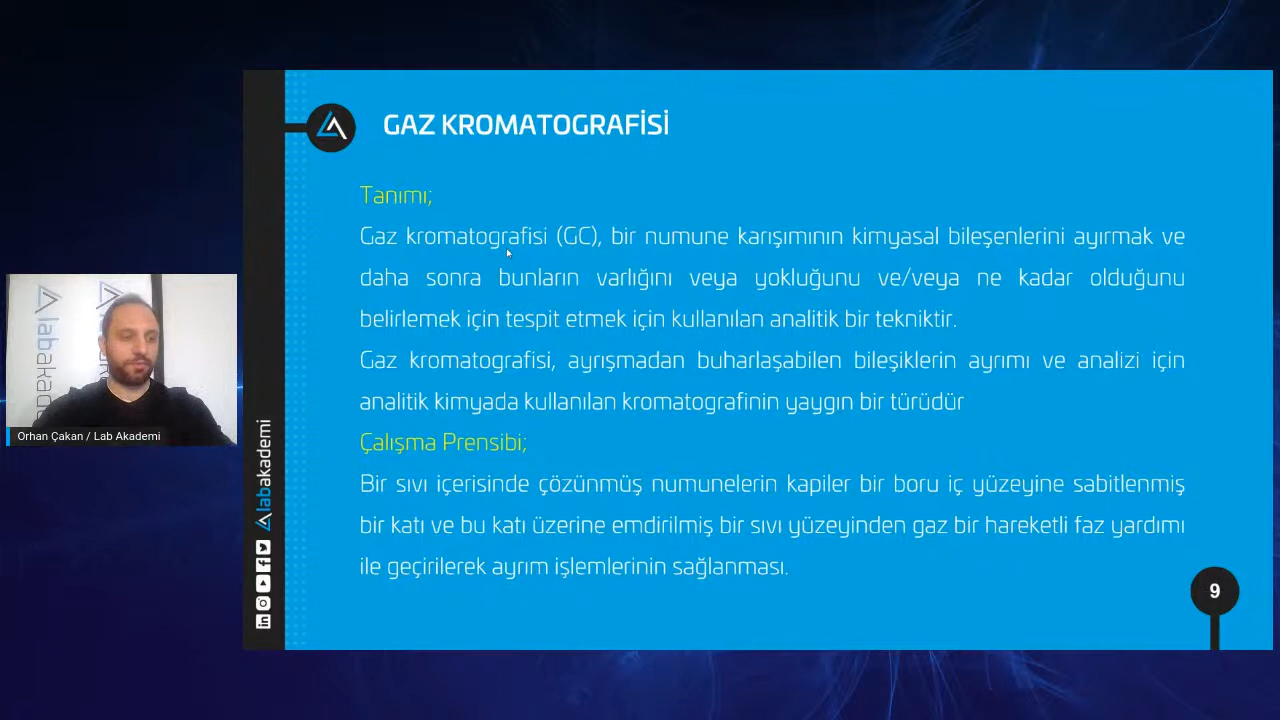 GAZ KROMATOGRAFİSİ
Tanımı;
Gaz kromatografisi (GC), bir numune karışımının kimyasal bileşenlerini ayırmak ve
daha sonra bunların varlığını veya yokluğunu ve/veya ne kadar olduğunu
belirlemek için tespit etmek için kullanılan analitik bir tekniktir.
Gaz kromatografisi, ayrışmadan buharlaşabilen bileşiklerin ayrımı ve analizi için
analitik kimyada kullanılan kromatografinin yaygın bir türüdür
Çalışma Prensibi;
Bir sıvı içerisinde çözünmüş numunelerin kapiler bir boru iç yüzeyine sabitlenmiş
bir katı ve bu katı üzerine emdirilmiş bir sıvı yüzeyinden gaz bir hareketli faz yardımı
ile geçirilerek ayrım işlemlerinin sağlanması.
9
labakademi
labakad
Orhan Çakan / Lab Akademi